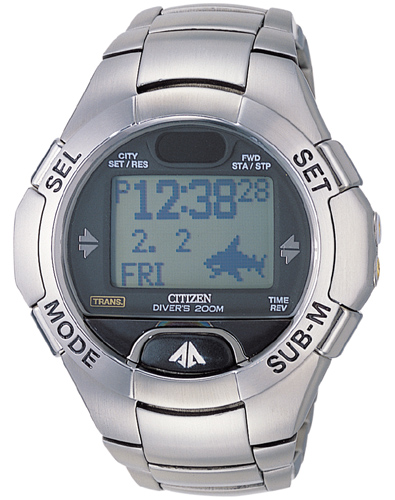 CITY
SET / RES
FWD
STA / STP
SEL
SET
P12:38 28
2. 2
FRI
TRANS.
CITIZEN
DIVER'S 200M
TIME
REV
MODE
SUB-M